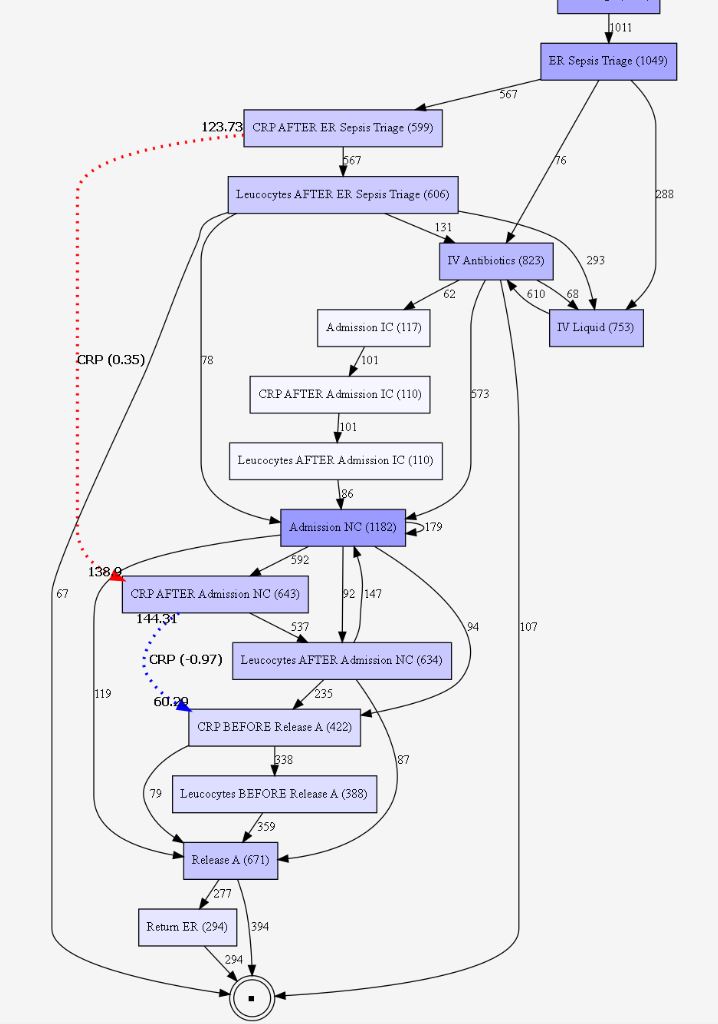 1011
ER Sepsis Triage (1049)
567
123.73
CRP AFTER ER Sepsis Triage (599)
567
76
Leucocytes AFTER ER Sepsis Triage (606)
288
131
IV Antibiotics (823)
293
62
68
610
Admission IC (117)
IV Liquid (753)
CRP (0.35)
78
101
CRP AFTER Admission IC (110)
573
101
Leucocytes AFTER Admission IC (110)
86
Admission NC (1182)
179
592
138.9
67
CRP AFTER Admission NC (643)
92
147
144.31
537
94
107
CRP (-0.97)
Leucocytes AFTER Admission NC (634)
119
235
60.29
CRP BEFORE Release A (422)
338
87
79
Leucocytes BEFORE Release A (388)
359
Release A (671)
277
Return ER (294)
394
294